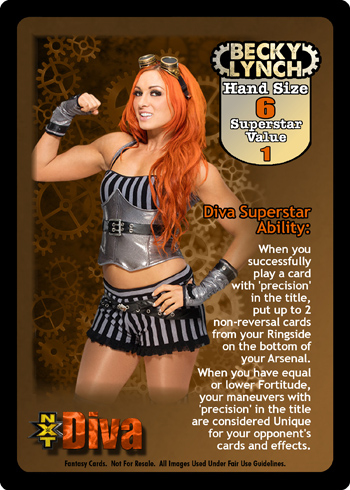 BECKY
LYNCH
Hand Size
6
Superstar
Value
1
Diva Superstar
Ability:
When you
successfully
play a card
with 'precision'
in the title,
put up to 2
non-reversal cards
from your Ringside
on the bottom of
your Arsenal.
When you have equal
or lower Fortitude,
your maneuvers with
'precision' in the title
are considered Unique
for your opponent's
cards and effects.
NXT
Diva
Fantasy Cards. Not For Resale. All Images Used Under Fair Use Guidelines.